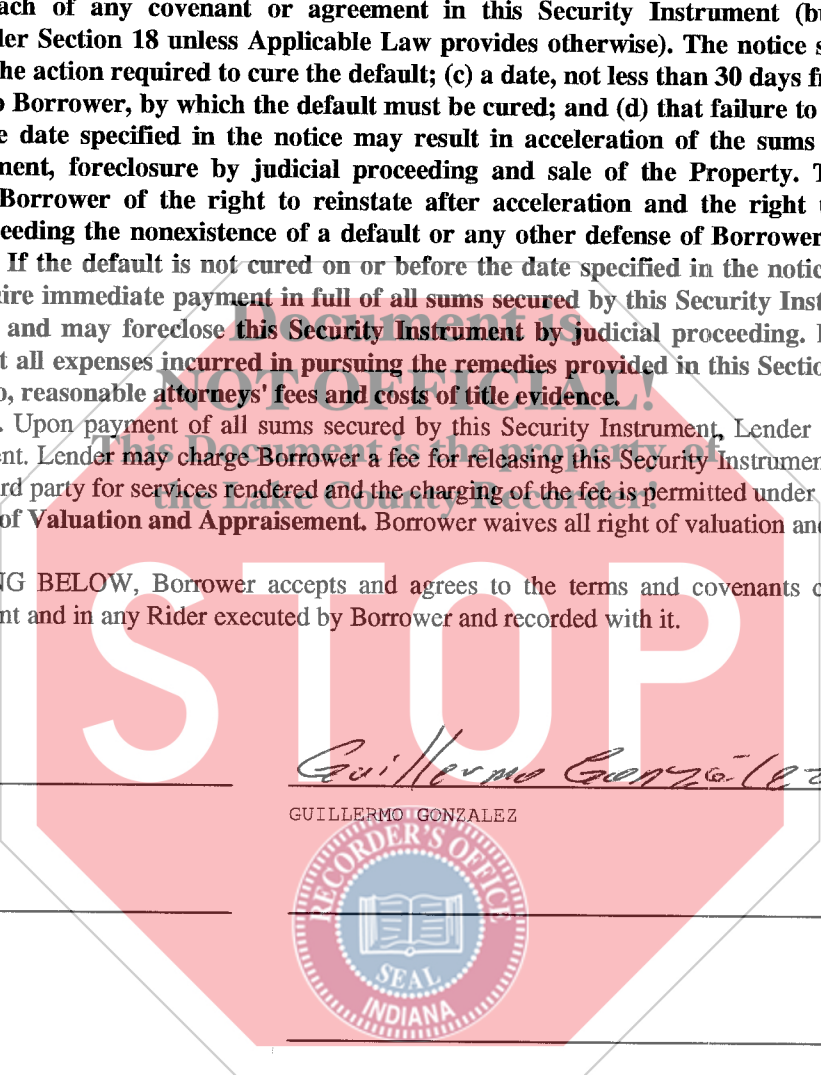 ach of any covenant or agreement in this Security Instrument (bu
ler Section 18 unless Applicable Law provides otherwise). The notice s
he action required to cure the default; (c) a date, not less than 30 days f
o Borrower, by which the default must be cured; and (d) that failure to
e date specified in the notice may result in acceleration of the sums
ment, foreclosure by judicial proceeding and sale of the Property. T
Borrower of the right to reinstate after acceleration and the right
eeding the nonexistence of a default or any other defense of Borrower
If the default is not cured on or before the date specified in the notic
ire immediate payment in full of all sums secured by this Security Inst
and may foreclose this Security Instrument by judicial proceeding.
t all expenses incurred in pursuing the remedies provided in this Sectio
o, reasonable attorneys' fees and costs of title evidence.
. Upon payment of all sums secured by this Security Instrument, Lender
ent. Lender may charge Borrower a fee for releasing this Security Instrumen
rd party for services rendered and the charging of the fee is permitted under
of Valuation and Appraisement. Borrower waives all right of valuation and
NG BELOW, Borrower accepts and agrees to the terms and covenants c
nt and in any Rider executed by Borrower and recorded with it.
Document is
NOT OFFICIAL!
This Document is the property of
the Lake County Recorder!
STOP
Guillermo González
GUILLERMO GONZALEZ
RECORDER'S OFFICE
SEAL
INDIANA